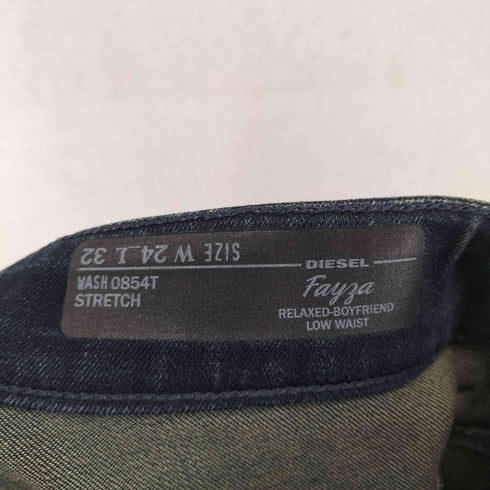 SIZE W 24 L 32
WASH 0854T
STRETCH
DIESEL
Fayza
RELAXED-BOYFRIEND
LOW WAIST